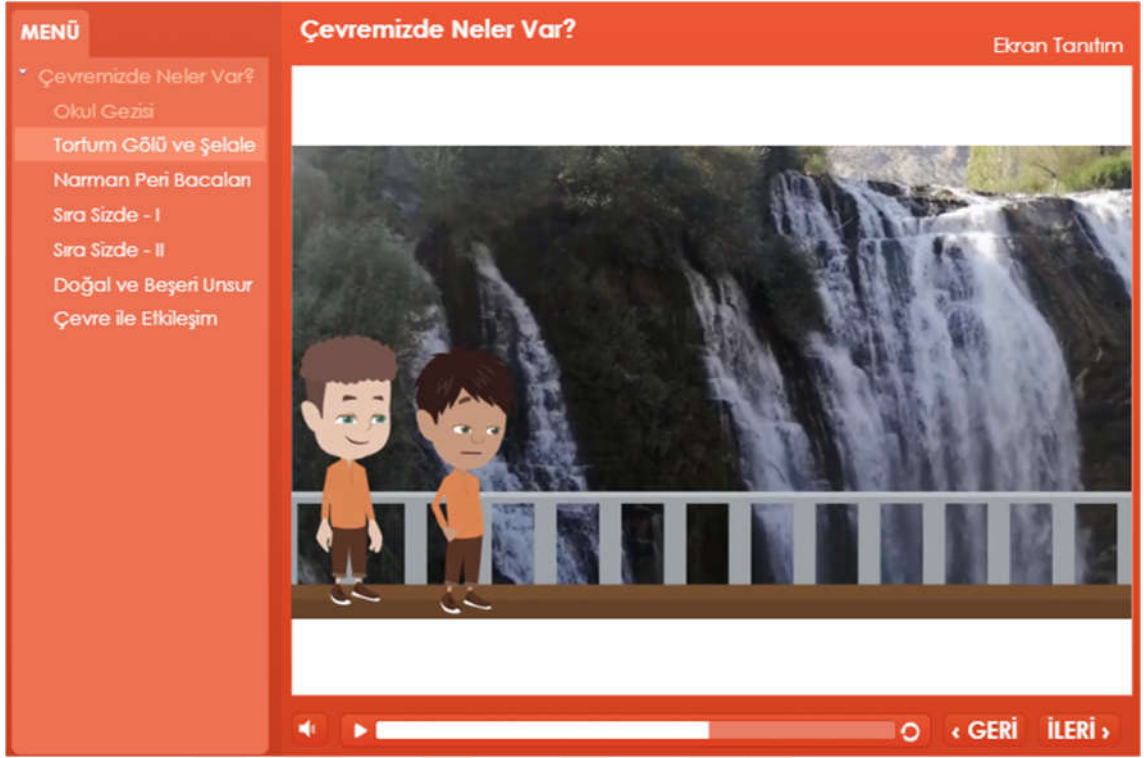 MENÜ
Çevremizde Neler Var?
Okul Gezisi
Tortum Gölü ve Şelale
Narman Peri Bacaları
Sıra Sizde - I
Sıra Sizde - II
Doğal ve Beşeri Unsur
Çevre ile Etkileşim
Çevremizde Neler Var?
Ekran Tanıtım
‹ GERİ
İLERİ ›